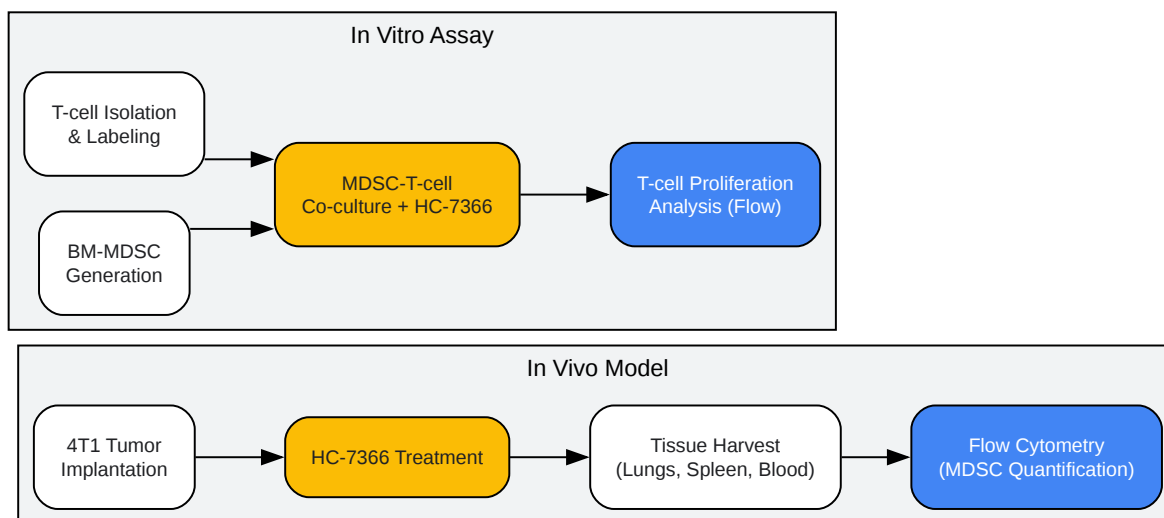 In Vitro Assay
T-cell Isolation
& Labeling
BM-MDSC
Generation
MDSC-T-cell
Co-culture + HC-7366
T-cell Proliferation
Analysis (Flow)
In Vivo Model
4T1 Tumor
Implantation
HC-7366 Treatment
Tissue Harvest
(Lungs, Spleen, Blood)
Flow Cytometry
(MDSC Quantification)